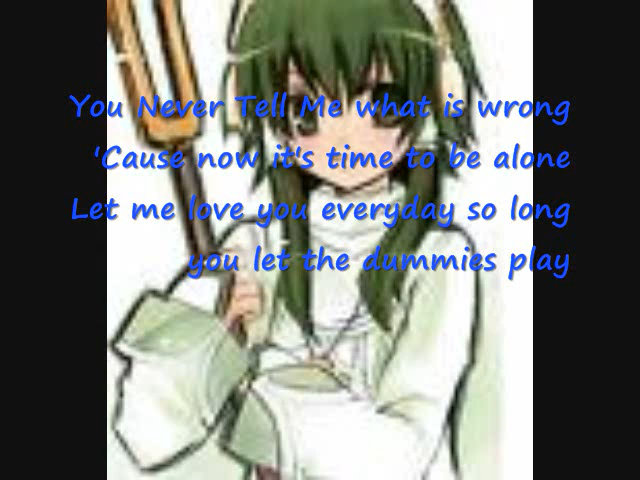 You Never Tell Me what is wrong
'Cause now it's time to be alone
Let me love you everyday so long
you let the dummies play